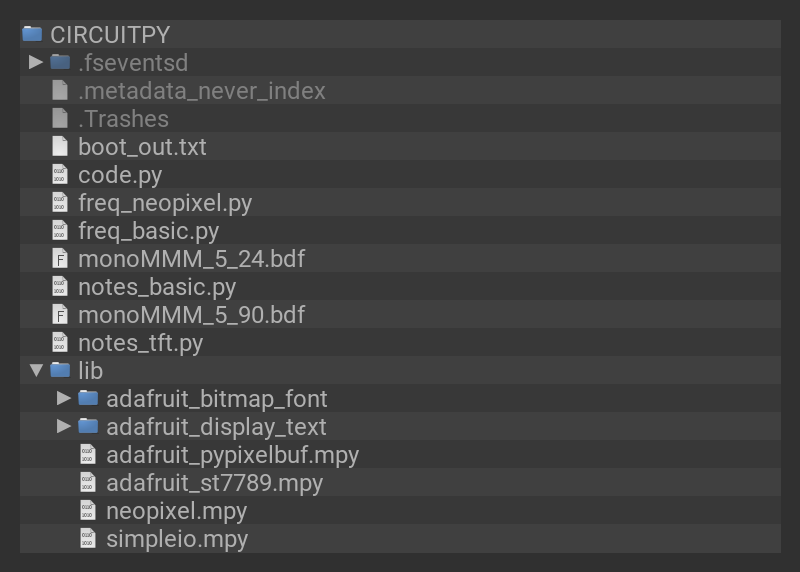 CIRCUITPY
.fseventsd
.metadata_never_index
.Trashes
boot_out.txt
code.py
freq_neopixel.py
freq_basic.py
monoMMM_5_24.bdf
notes_basic.py
monoMMM_5_90.bdf
notes_tft.py
lib
adafruit_bitmap_font
adafruit_display_text
adafruit_pypixelbuf.mpy
adafruit_st7789.mpy
neopixel.mpy
simpleio.mpy